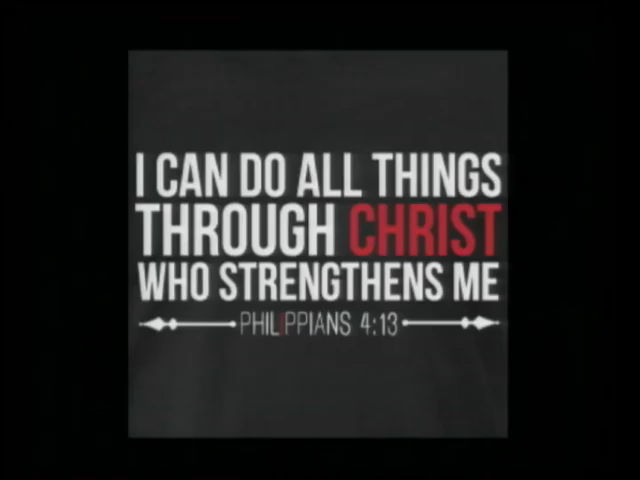 I CAN DO ALL THINGS
THROUGH CHRIST
WHO STRENGTHENS ME
PHILIPPIANS 4:13